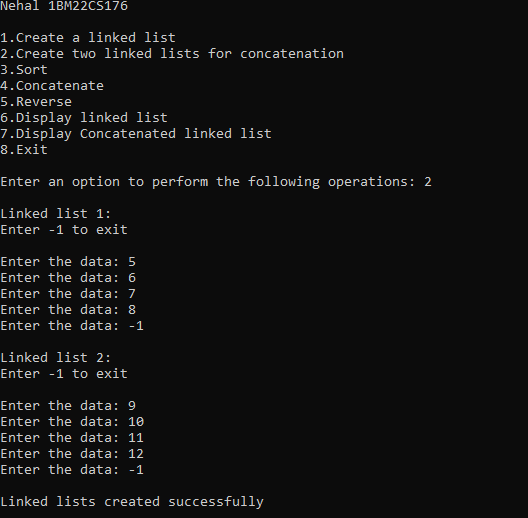 Nehal 1BM22CS176
1.Create a linked list
2.Create two linked lists for concatenation
3.Sort
4.Concatenate
5.Reverse
6.Display linked list
7.Display Concatenated linked list
8.Exit
Enter an option to perform the following operations: 2
Linked list 1:
Enter -1 to exit
Enter the data: 5
Enter the data: 6
Enter the data: 7
Enter the data: 8
Enter the data: -1
Linked list 2:
Enter -1 to exit
Enter the data: 9
Enter the data: 10
Enter the data: 11
Enter the data: 12
Enter the data: -1
Linked lists created successfully